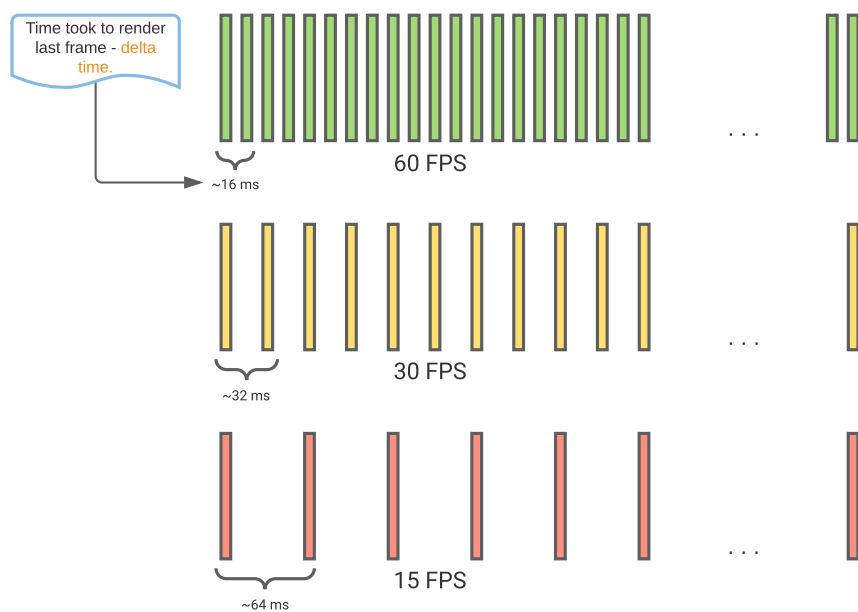 Time took to render
last frame - delta
time.
. . .
60 FPS
~16 ms
. . .
30 FPS
~32 ms
. . .
15 FPS
~64 ms